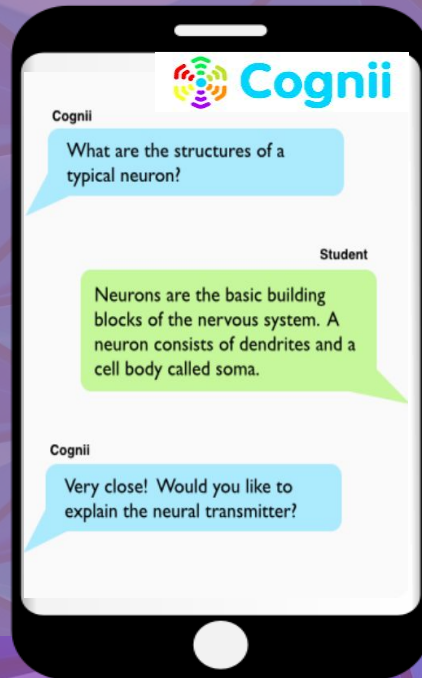 Cognii
Cognii
What are the structures of a
typical neuron?
Student
Neurons are the basic building
blocks of the nervous system. A
neuron consists of dendrites and a
cell body called soma.
Cognii
Very close! Would you like to
explain the neural transmitter?